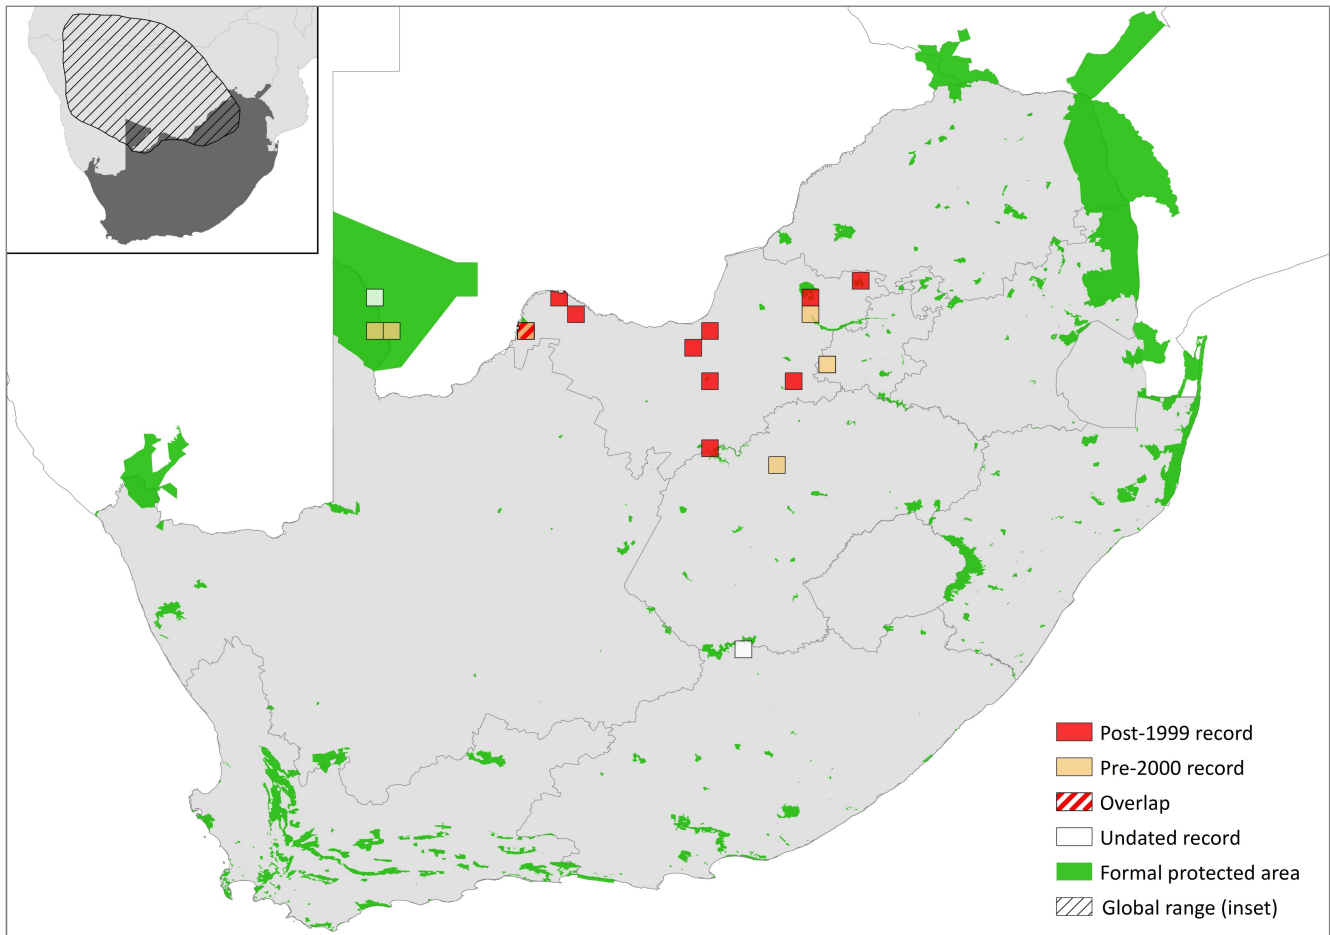 Post-1999 record
Pre-2000 record
Overlap
Undated record
Formal protected area
Global range (inset)